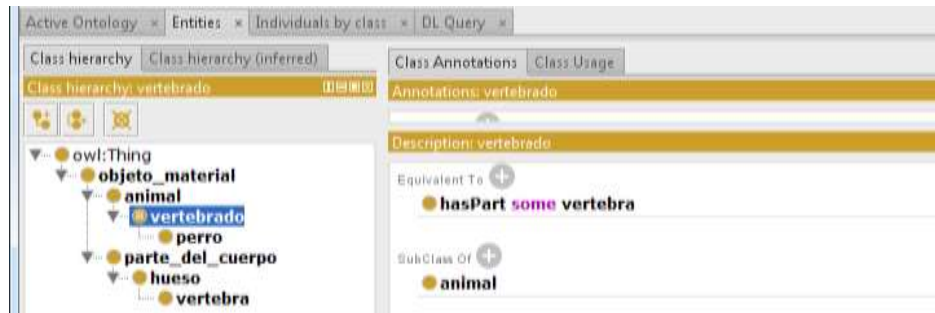 Active Ontology × Entities × Individuals by class × DL Query ×
Class hierarchy Class hierarchy (inferred)
Class hierarchy: vertebrado
owl:Thing
objeto_material
animal
vertebrado
perro
parte_del_cuerpo
hueso
vertebra
Class Annotations Class Usage
Annotations: vertebrado
Description: vertebrado
Equivalent To
hasPart some vertebra
SubClass Of
animal